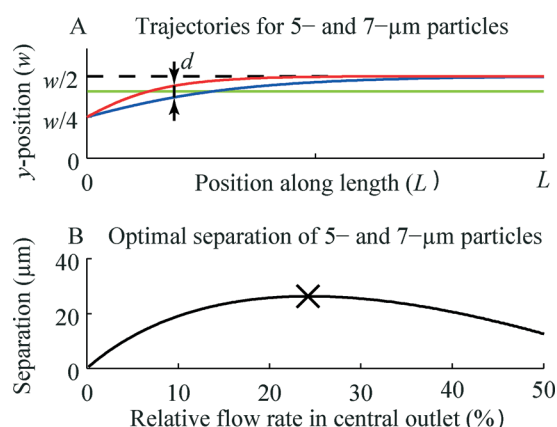 A Trajectories for 5− and 7−µm particles
y-position (w)
w/2
w/4
0
d
0 L
Position along length (L)
B Optimal separation of 5− and 7−µm particles
Separation (µm)
40
20
0
0 10 20 30 40 50
Relative flow rate in central outlet (%)